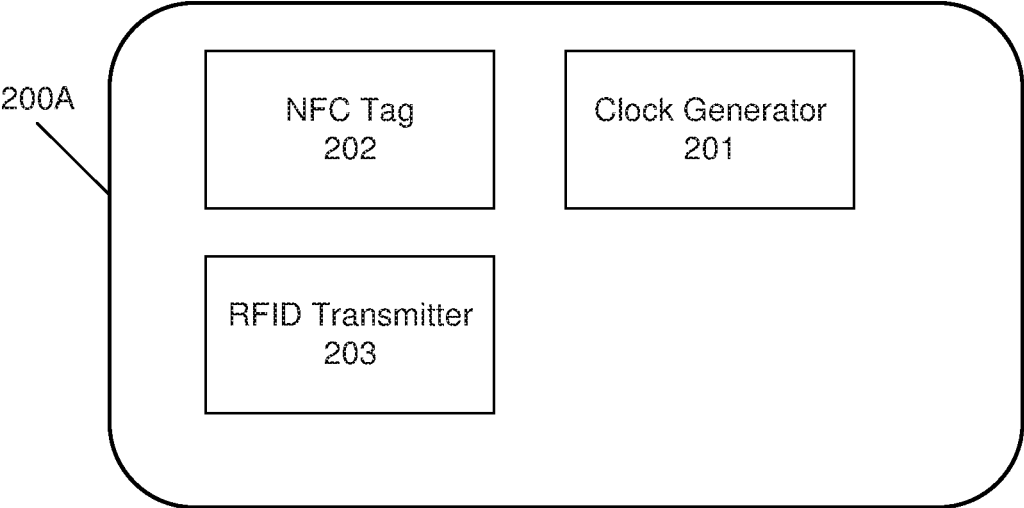 200A
NFC Tag
202
Clock Generator
201
RFID Transmitter
203